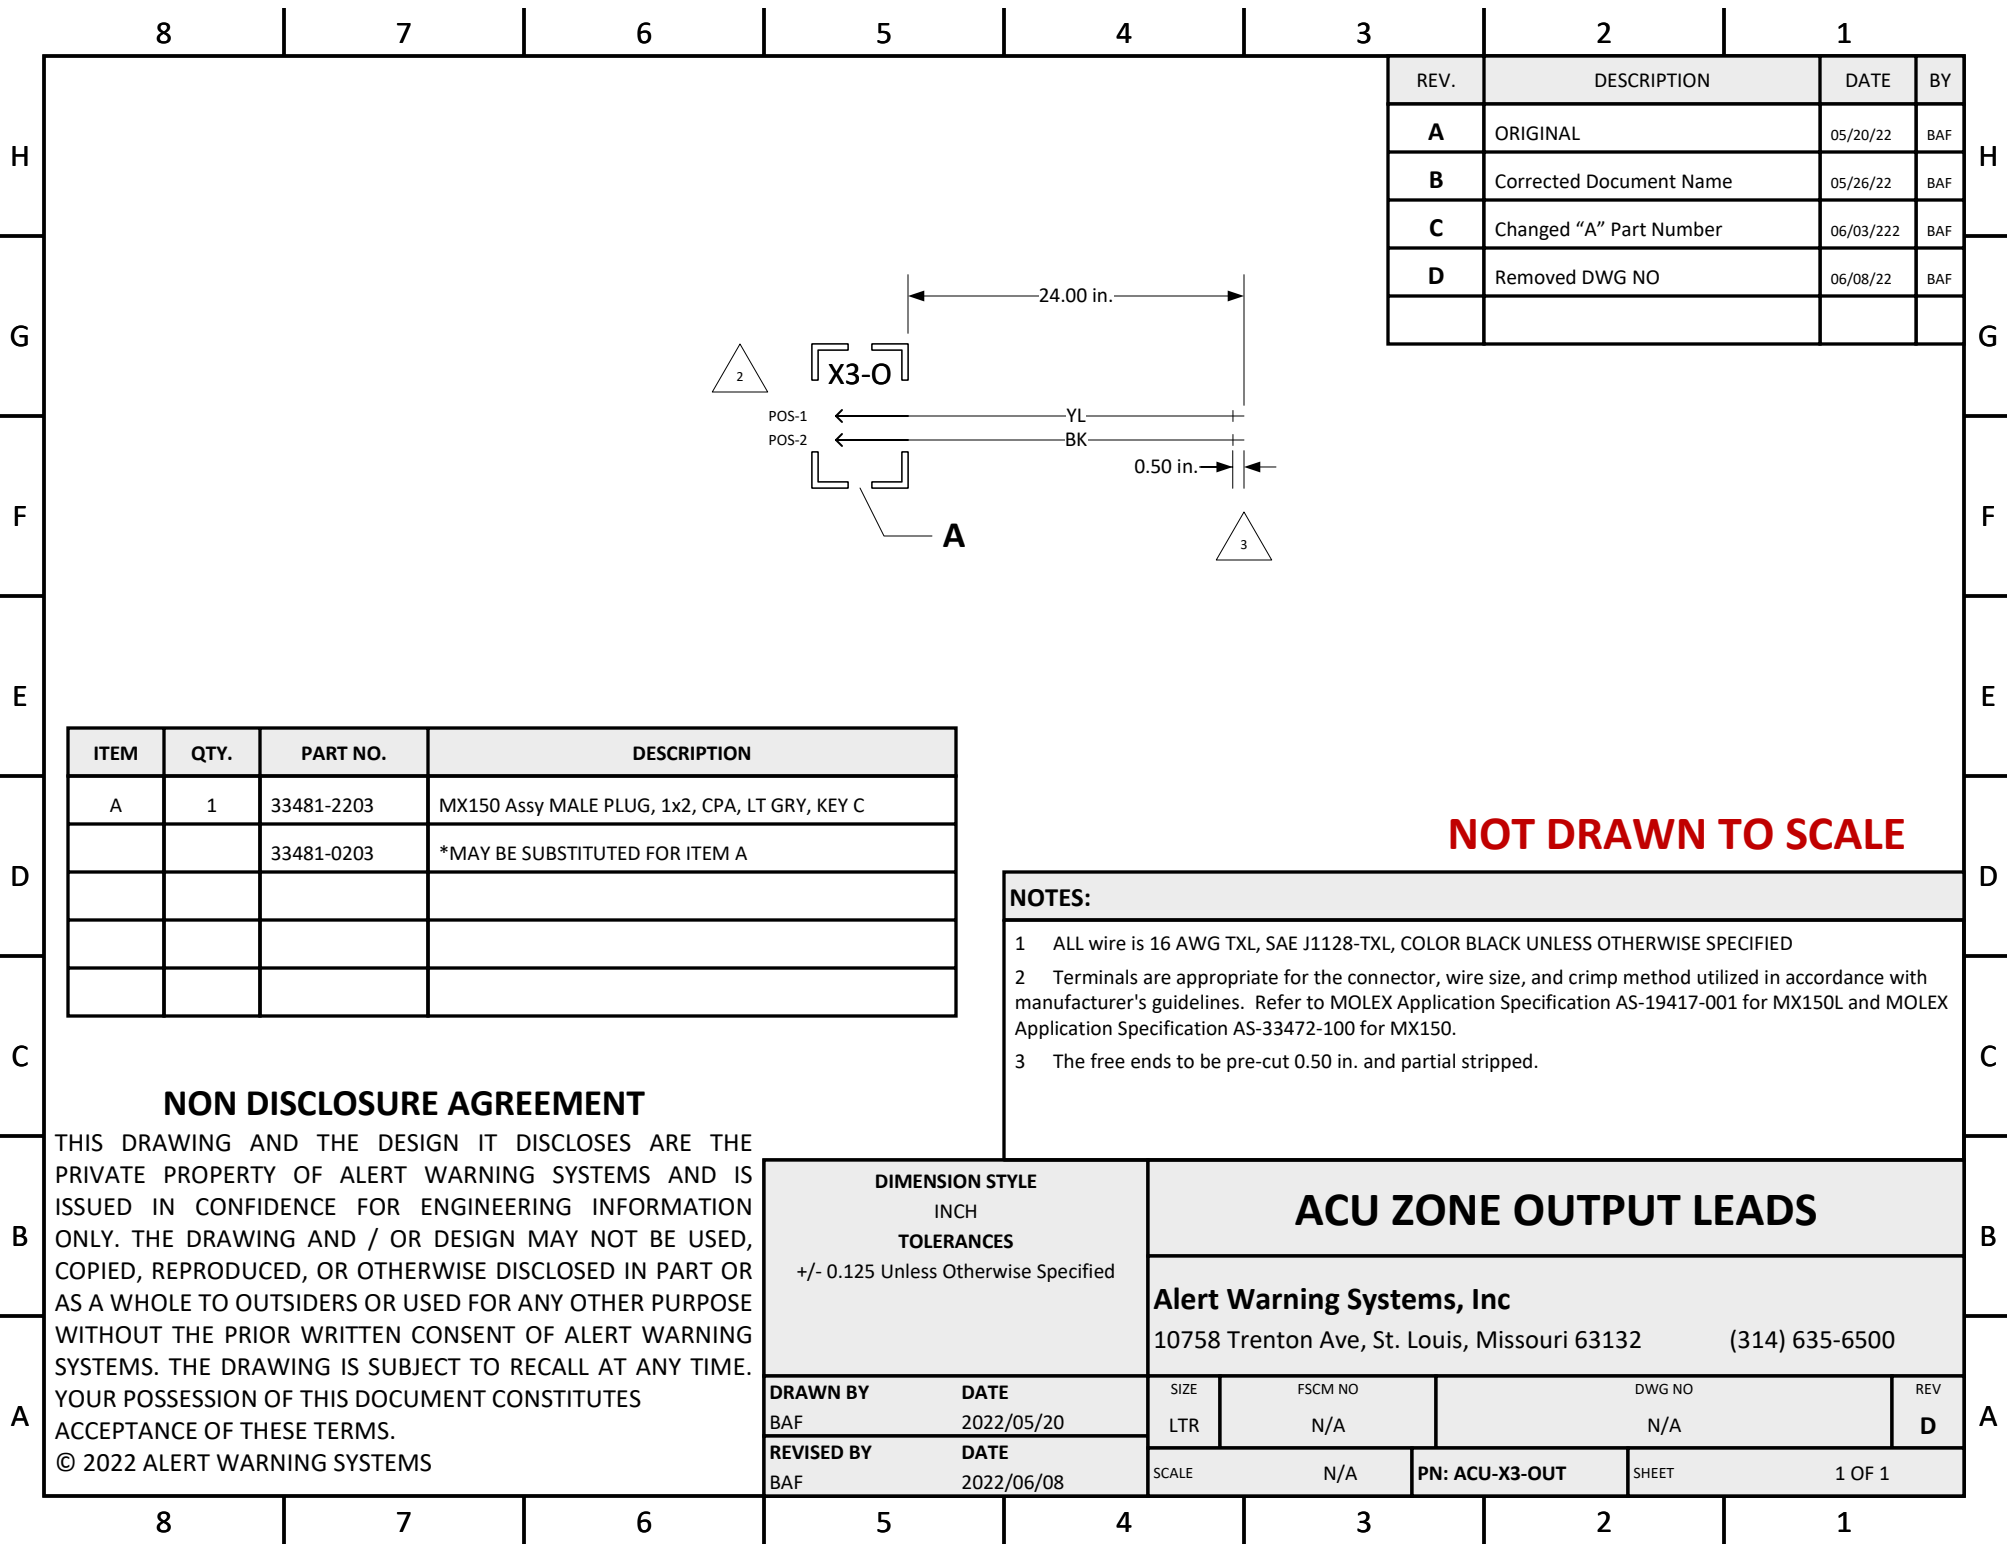 8 7 6 5 4 3 2 1
H H
G G
F F
E E
D D
C C
B B
A A
REV. DESCRIPTION DATE BY
A ORIGINAL 05/20/22 BAF
B Corrected Document Name 05/26/22 BAF
C Changed “A” Part Number 06/03/222 BAF
D Removed DWG NO 06/08/22 BAF
24.00 in.
2
X3-O
POS-1 YL
POS-2 BK
0.50 in.
A
3
ITEM QTY. PART NO. DESCRIPTION
A 1 33481-2203 MX150 Assy MALE PLUG, 1x2, CPA, LT GRY, KEY C
33481-0203 *MAY BE SUBSTITUTED FOR ITEM A
NOT DRAWN TO SCALE
NOTES:
1 ALL wire is 16 AWG TXL, SAE J1128-TXL, COLOR BLACK UNLESS OTHERWISE SPECIFIED
2 Terminals are appropriate for the connector, wire size, and crimp method utilized in accordance with
manufacturer's guidelines. Refer to MOLEX Application Specification AS-19417-001 for MX150L and MOLEX
Application Specification AS-33472-100 for MX150.
3 The free ends to be pre-cut 0.50 in. and partial stripped.
NON DISCLOSURE AGREEMENT
THIS DRAWING AND THE DESIGN IT DISCLOSES ARE THE
PRIVATE PROPERTY OF ALERT WARNING SYSTEMS AND IS
ISSUED IN CONFIDENCE FOR ENGINEERING INFORMATION
ONLY. THE DRAWING AND / OR DESIGN MAY NOT BE USED,
COPIED, REPRODUCED, OR OTHERWISE DISCLOSED IN PART OR
AS A WHOLE TO OUTSIDERS OR USED FOR ANY OTHER PURPOSE
WITHOUT THE PRIOR WRITTEN CONSENT OF ALERT WARNING
SYSTEMS. THE DRAWING IS SUBJECT TO RECALL AT ANY TIME.
YOUR POSSESSION OF THIS DOCUMENT CONSTITUTES
ACCEPTANCE OF THESE TERMS.
© 2022 ALERT WARNING SYSTEMS
DIMENSION STYLE
INCH
TOLERANCES
+/- 0.125 Unless Otherwise Specified
DRAWN BY DATE
BAF 2022/05/20
REVISED BY DATE
BAF 2022/06/08
ACU ZONE OUTPUT LEADS
Alert Warning Systems, Inc
10758 Trenton Ave, St. Louis, Missouri 63132 (314) 635-6500
SIZE FSCM NO DWG NO REV
LTR N/A N/A D
SCALE N/A PN: ACU-X3-OUT SHEET 1 OF 1
8 7 6 5 4 3 2 1